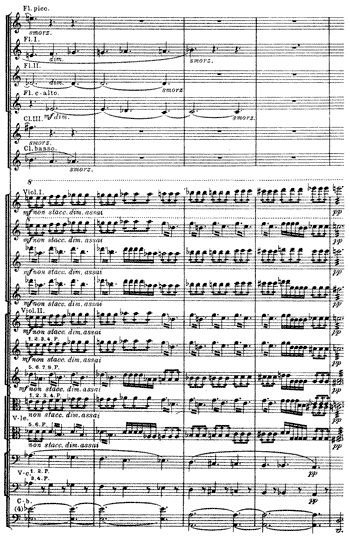 Fl. picc.
smorz.
Fl. I.
dim.
smorz.
Fl. II.
smorz.
Fl. c-alto.
mf dim.
smorz.
Cl. III.
smorz.
Cl. basso.
smorz.
8
Viol. I.
mf non stacc. dim. assai
pp
mf non stacc. dim. assai
mf non stacc. dim. assai
mf non stacc. dim. assai
pp
Viol. II.
mf non stacc. dim. assai
1. 2. 3. 4. P.
mf non stacc. dim. assai
5. 6. 7. 8. P.
mf non stacc. dim. assai
pp
1. 2. 3. 4. P.
non stacc. dim. assai
V-le.
5. 6. P.
non stacc. dim. assai
pp
V-c.
1. 2. P.
pp
3. 4. P.
C-b.
(4)
pp